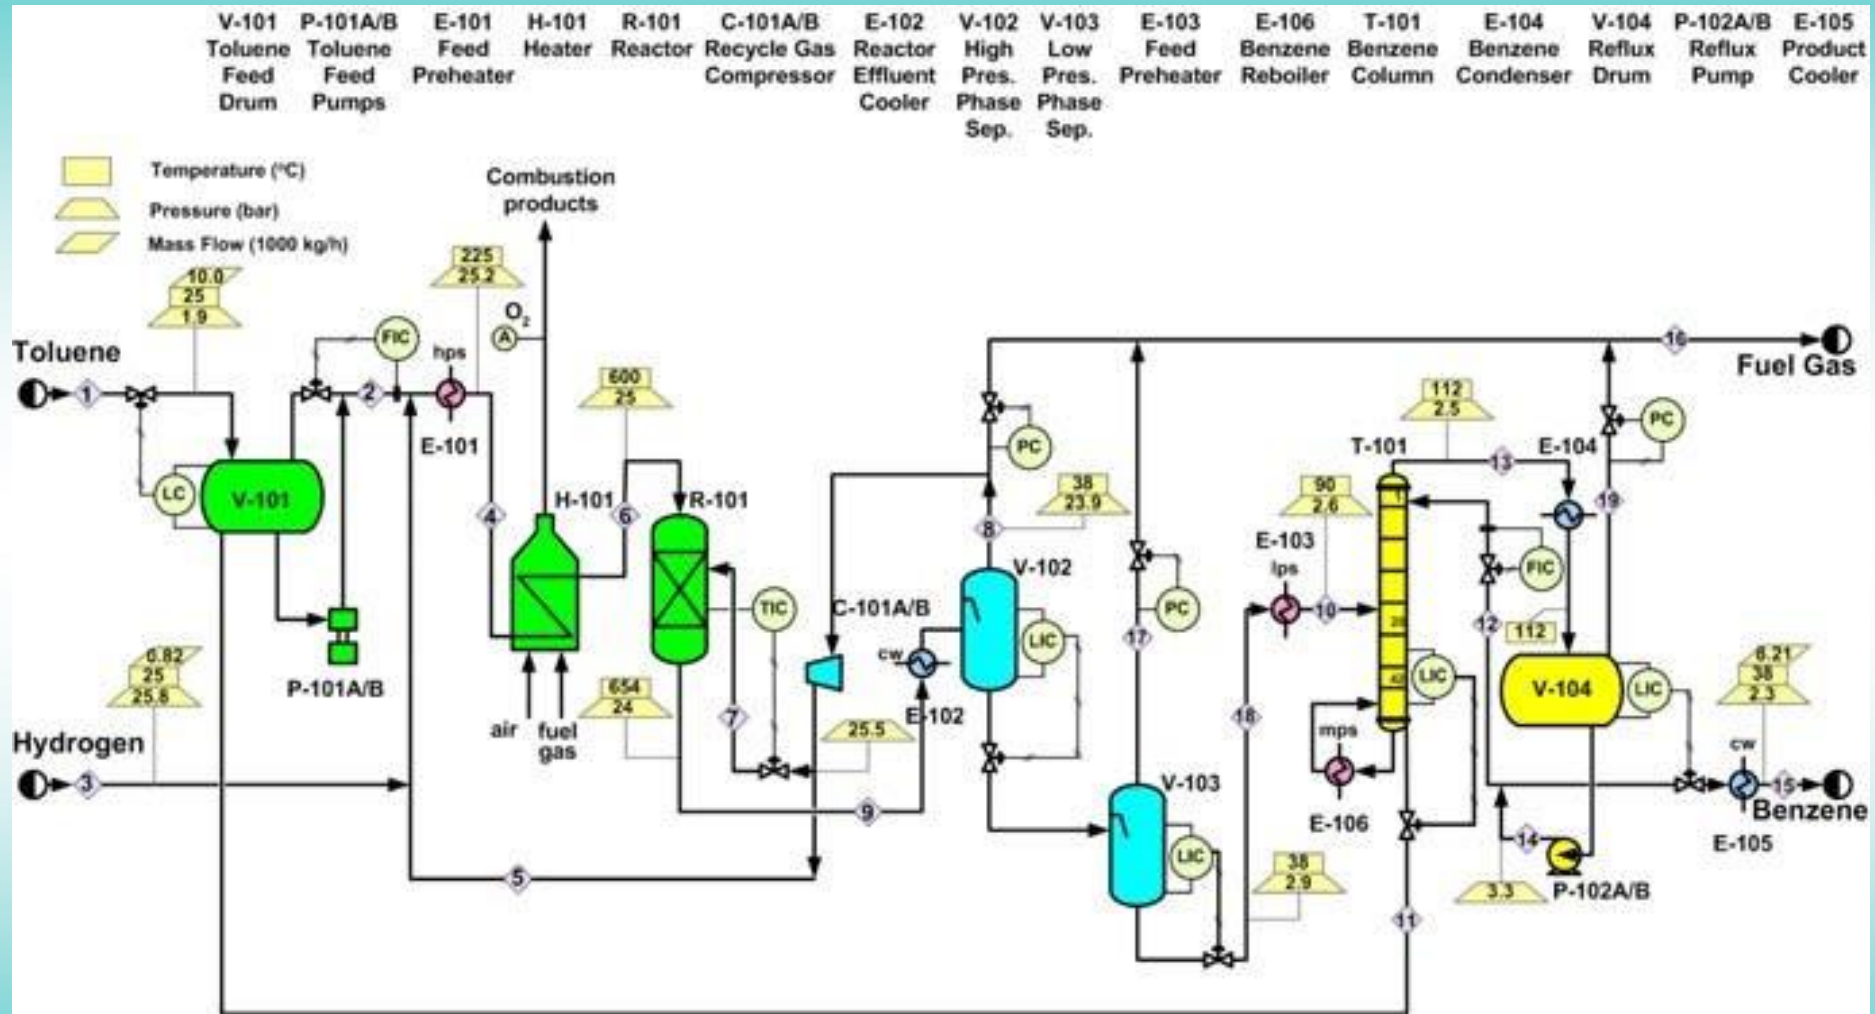 V-101 P-101A/B E-101 H-101 R-101 C-101A/B E-102 V-102 V-103 E-103 E-106 T-101 E-104 V-104 P-102A/B E-105
Toluene Toluene Feed Heater Reactor Recycle Gas Reactor High Low Feed Benzene Benzene Benzene Reflux Reflux Product
Feed Feed Preheater Compressor Effluent Pres. Pres. Preheater Reboiler Column Condenser Drum Pump Cooler
Drum Pumps Cooler Phase Phase
Sep. Sep.
Temperature (ºC)
Pressure (bar)
Mass Flow (1000 kg/h)
Combustion
products
10.0
25
1.9
225
25.2
O2
A
FIC
hps
Toluene
1
2
E-101
600
25
16
Fuel Gas
112
2.5
PC
PC
T-101
E-104
13
LC
V-101
4
H-101
6
R-101
38
23.9
90
2.6
1
19
8
E-103
lps
V-102
FIC
C-101A/B
TIC
PC
10
28
12
17
LIC
112
0.82
25
25.8
P-101A/B
cw
42
LIC
V-104
LIC
6.21
38
2.3
654
24
7
E-102
18
air
fuel
gas
25.5
mps
cw
Hydrogen
3
V-103
15
Benzene
9
E-106
E-105
14
LIC
5
38
2.9
3.3
P-102A/B
11